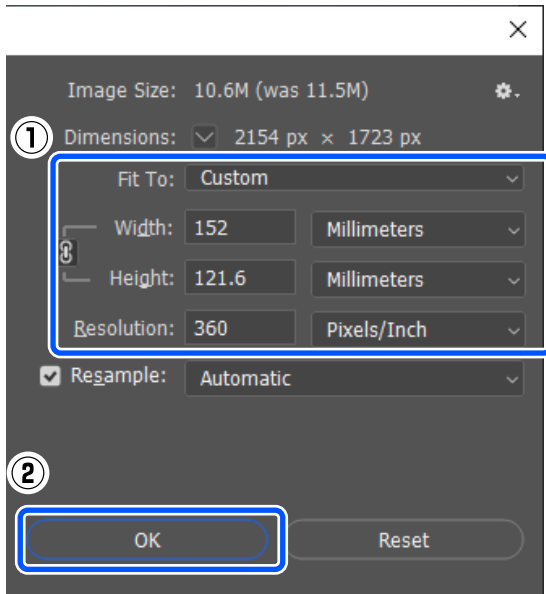 Image Size: 10.6M (was 11.5M)
①
Dimensions: 2154 px × 1723 px
Fit To: Custom
Width: 152 Millimeters
Height: 121.6 Millimeters
Resolution: 360 Pixels/Inch
Resample: Automatic
②
OK Reset